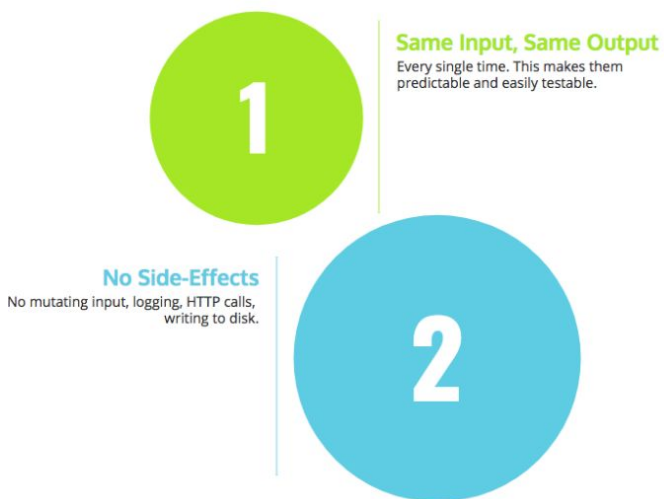 1
Same Input, Same Output
Every single time. This makes them
predictable and easily testable.
No Side-Effects
No mutating input, logging, HTTP calls,
writing to disk.
2